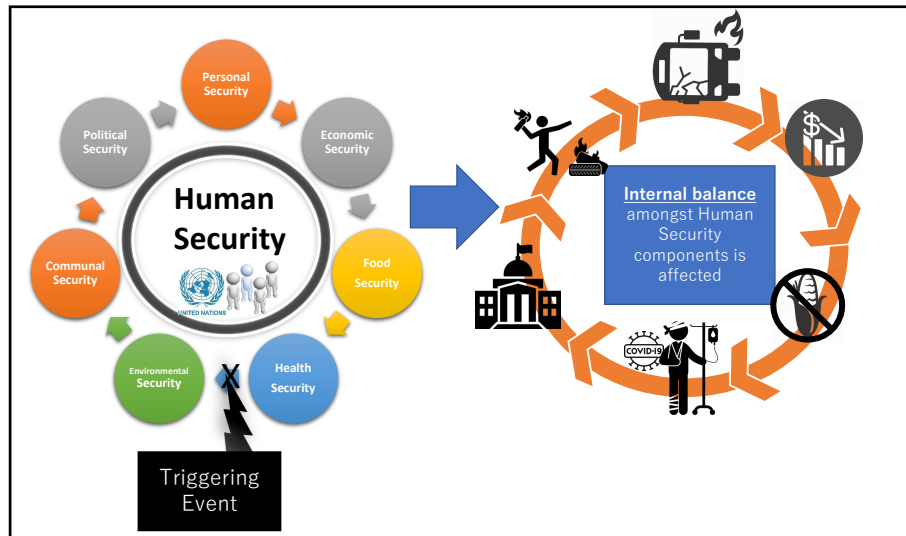 Personal
Security
Economic
Security
Food
Security
Health
Security
Environmental
Security
Communal
Security
Political
Security
Human
Security
UNITED NATIONS
X
Triggering
Event
$
Internal balance
amongst Human
Security
components is
affected
COVID-19